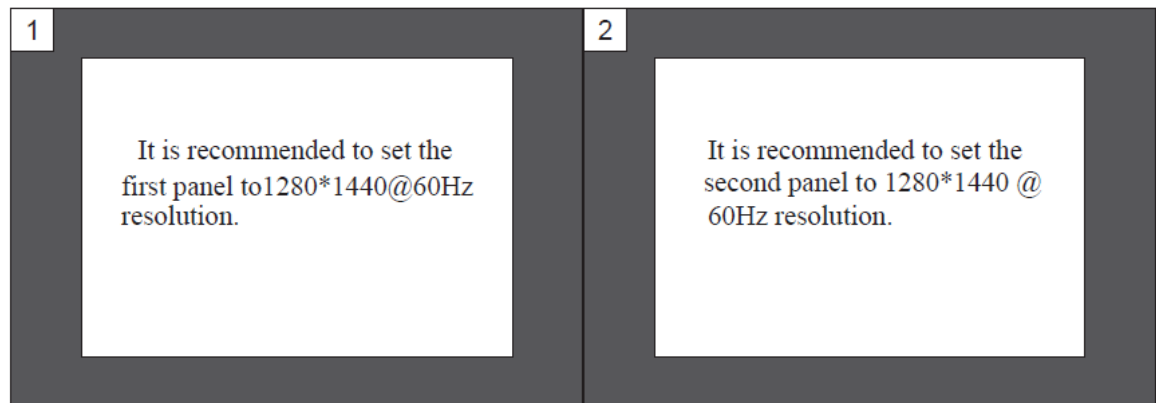 1
It is recommended to set the
first panel to1280*1440@60Hz
resolution.
2
It is recommended to set the
second panel to 1280*1440 @
60Hz resolution.